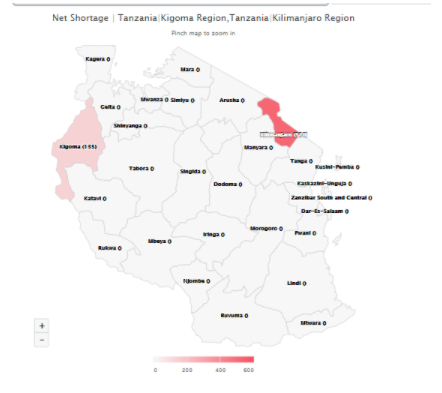 Net Shortage | Tanzania|Kigoma Region,Tanzania|Kilimanjaro Region
Pinch map to zoom in
Kagera 0
Mara 0
Geita 0
Mwanza 0
Simiyu 0
Arusha 0
Shinyanga 0
Manyara 0
Tanga 0
Kusini-Pemba 0
Tabora 0
Singida 0
Dodoma 0
Kaskazini-Unguja 0
Katavi 0
Zanzibar South and Central 0
Dar-Es-Salaam 0
Morogoro 0
Pwani 0
Iringa 0
Mbeya 0
Rukwa 0
Njombe 0
Lindi 0
Ruvuma 0
Mtwara 0
+
−
0 200 400 600